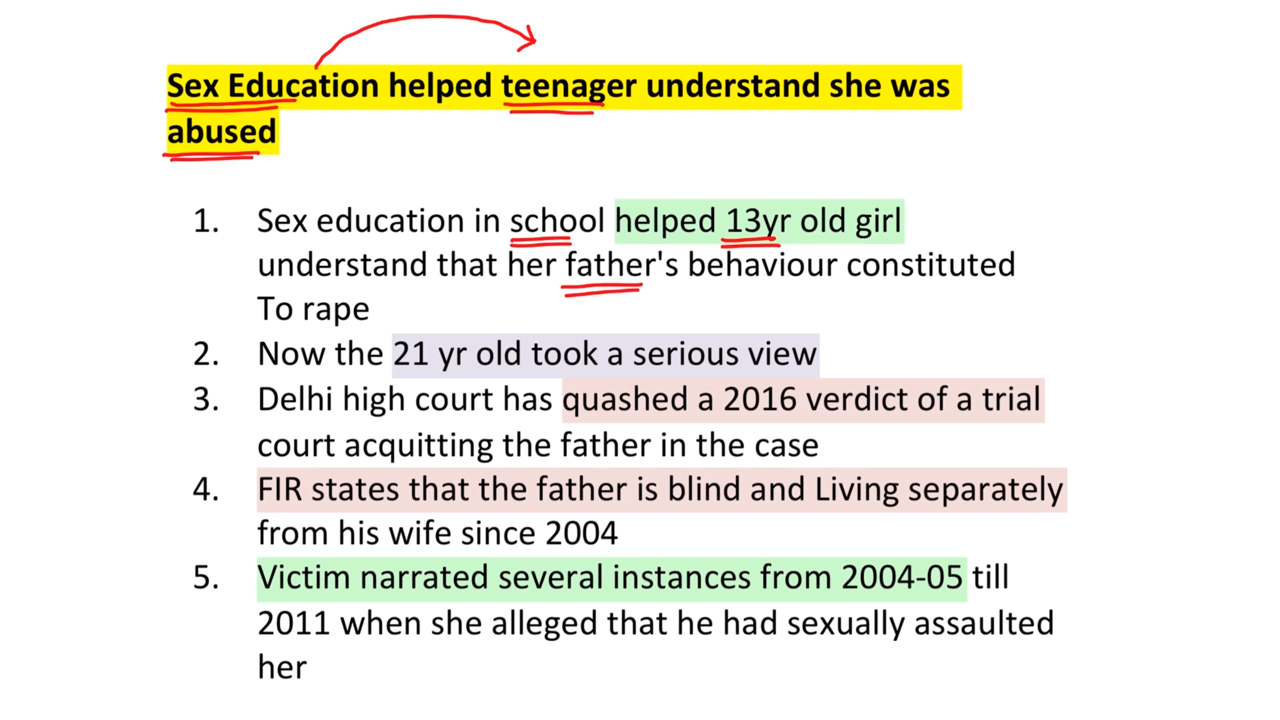 Sex Education helped teenager understand she was
abused
1. Sex education in school helped 13yr old girl
understand that her father's behaviour constituted
To rape
2. Now the 21 yr old took a serious view
3. Delhi high court has quashed a 2016 verdict of a trial
court acquitting the father in the case
4. FIR states that the father is blind and Living separately
from his wife since 2004
5. Victim narrated several instances from 2004-05 till
2011 when she alleged that he had sexually assaulted
her